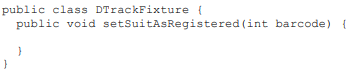 public class DTrackFixture {
  public void setSuitAsRegistered(int barcode) {
  }
}